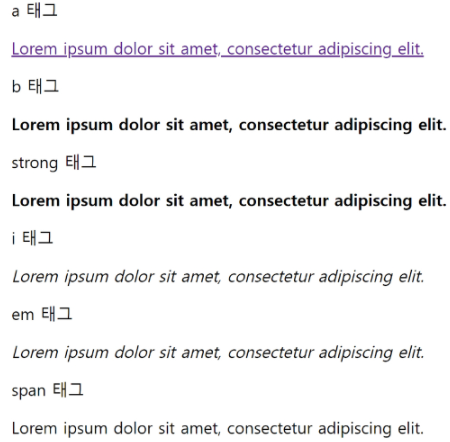 a 태그
Lorem ipsum dolor sit amet, consectetur adipiscing elit.
b 태그
Lorem ipsum dolor sit amet, consectetur adipiscing elit.
strong 태그
Lorem ipsum dolor sit amet, consectetur adipiscing elit.
i 태그
Lorem ipsum dolor sit amet, consectetur adipiscing elit.
em 태그
Lorem ipsum dolor sit amet, consectetur adipiscing elit.
span 태그
Lorem ipsum dolor sit amet, consectetur adipiscing elit.